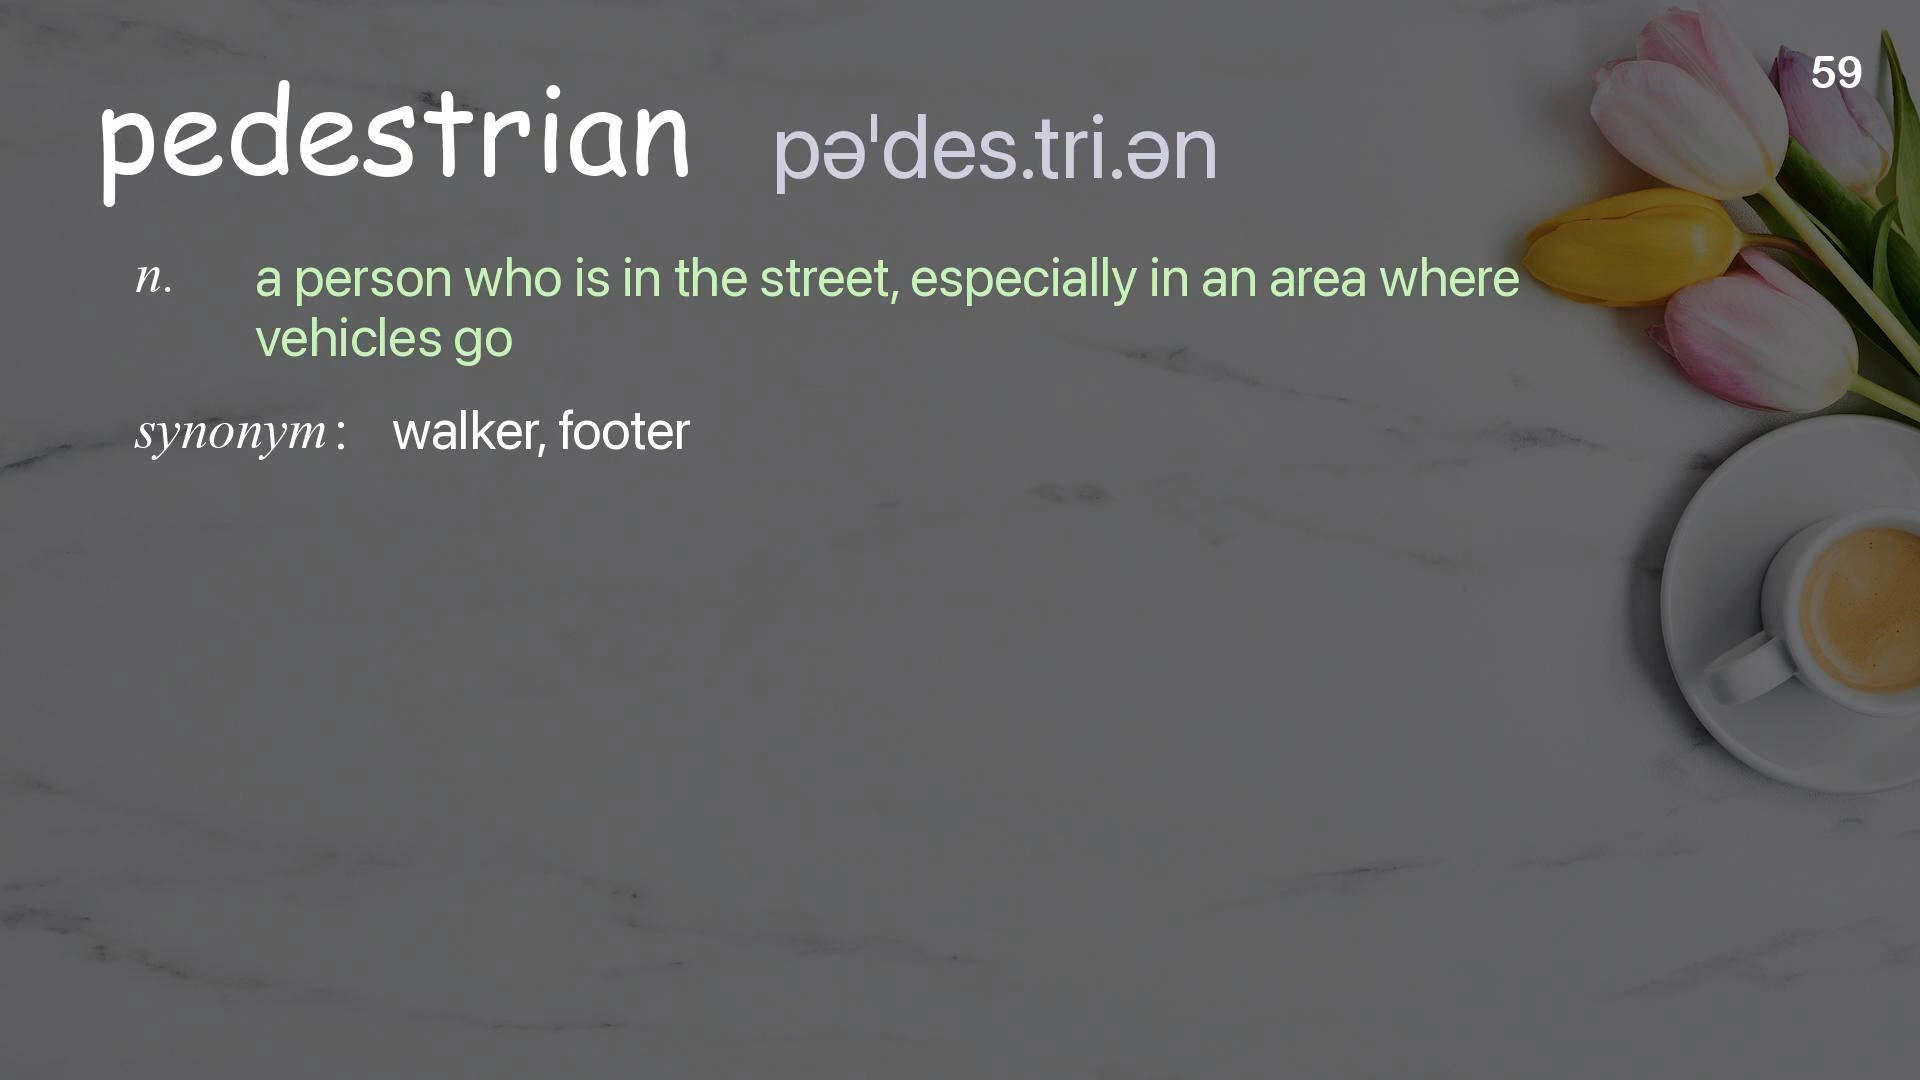 59
pedestrian pəˈdes.tri.ən
n. a person who is in the street, especially in an area where
vehicles go
synonym: walker, footer